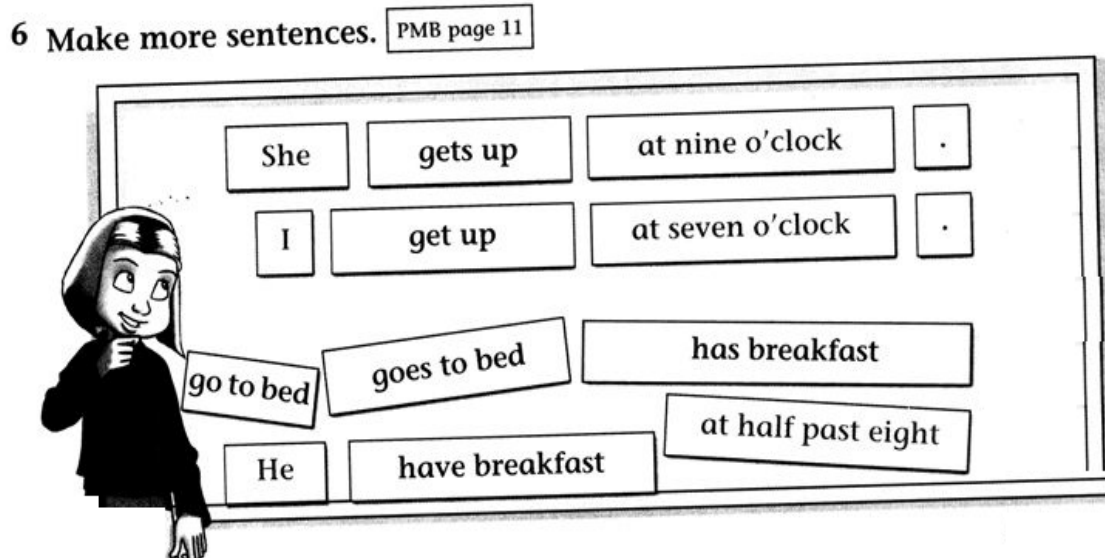 6 Make more sentences. PMB page 11
She gets up at nine o'clock .
I get up at seven o'clock .
go to bed goes to bed has breakfast
at half past eight
He have breakfast